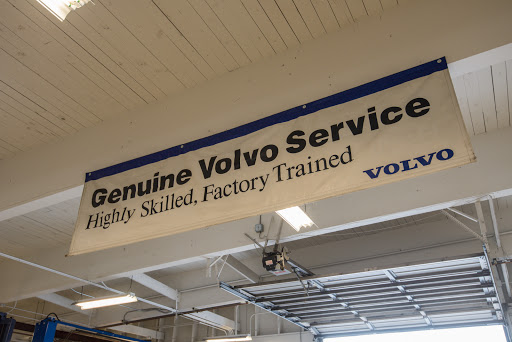 Genuine Volvo Service
Highly Skilled, Factory Trained
VOLVO